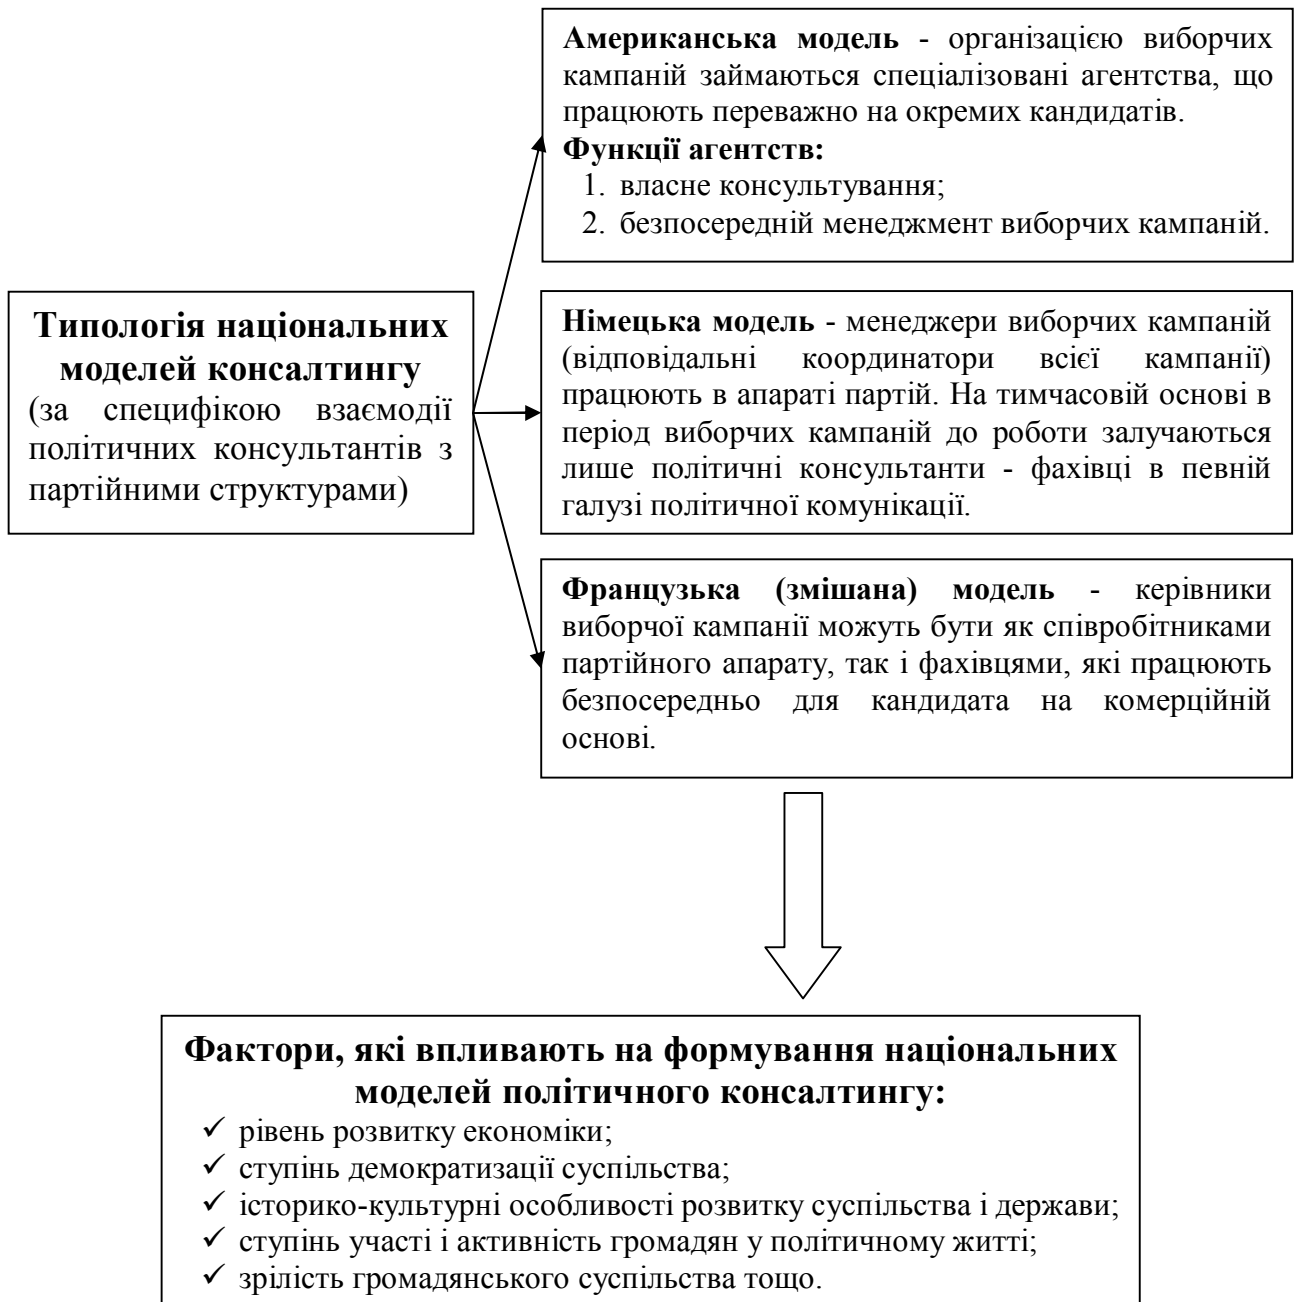 Американська модель - організацією виборчих
кампаній займаються спеціалізовані агентства, що
працюють переважно на окремих кандидатів.
Функції агентств:
1. власне консультування;
2. безпосередній менеджмент виборчих кампаній.
Типологія національних
моделей консалтингу
(за специфікою взаємодії
політичних консультантів з
партійними структурами)
Німецька модель - менеджери виборчих кампаній
(відповідальні координатори всієї кампанії)
працюють в апараті партій. На тимчасовій основі в
період виборчих кампаній до роботи залучаються
лише політичні консультанти - фахівці в певній
галузі політичної комунікації.
Французька (змішана) модель - керівники
виборчої кампанії можуть бути як співробітниками
партійного апарату, так і фахівцями, які працюють
безпосередньо для кандидата на комерційній
основі.
Фактори, які впливають на формування національних
моделей політичного консалтингу:
✓ рівень розвитку економіки;
✓ ступінь демократизації суспільства;
✓ історико-культурні особливості розвитку суспільства і держави;
✓ ступінь участі і активність громадян у політичному житті;
✓ зрілість громадянського суспільства тощо.